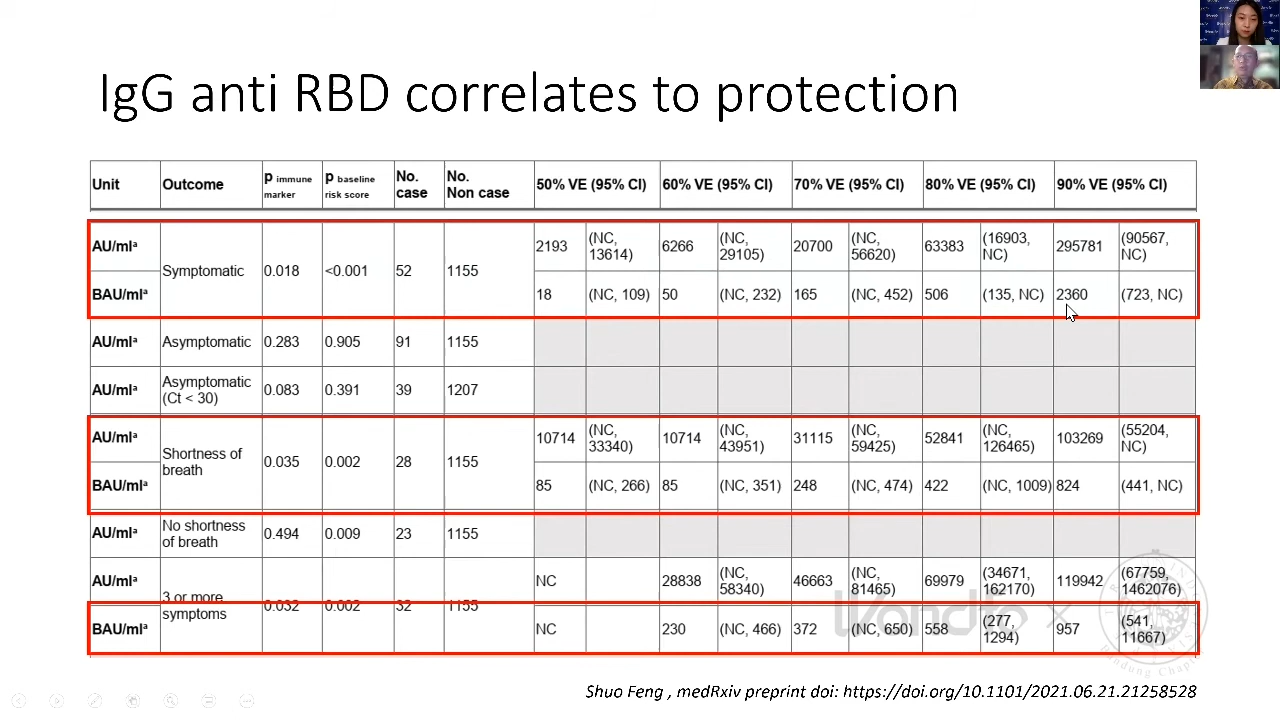 IgG anti RBD correlates to protection
Unit Outcome p immune marker p baseline risk score No. case No. Non case 50% VE (95% CI) 60% VE (95% CI) 70% VE (95% CI) 80% VE (95% CI) 90% VE (95% CI)
AU/mlᵃ Symptomatic 0.018 <0.001 52 1155 2193 (NC, 13614) 6266 (NC, 29105) 20700 (NC, 56620) 63383 (16903, NC) 295781 (90567, NC)
BAU/mlᵃ 18 (NC, 109) 50 (NC, 232) 165 (NC, 452) 506 (135, NC) 2360 (723, NC)
AU/mlᵃ Asymptomatic 0.283 0.905 91 1155
AU/mlᵃ Asymptomatic (Ct < 30) 0.083 0.391 39 1207
AU/mlᵃ Shortness of breath 0.035 0.002 28 1155 10714 (NC, 33340) 10714 (NC, 43951) 31115 (NC, 59425) 52841 (NC, 126465) 103269 (55204, NC)
BAU/mlᵃ 85 (NC, 266) 85 (NC, 351) 248 (NC, 474) 422 (NC, 1009) 824 (441, NC)
AU/mlᵃ No shortness of breath 0.494 0.009 23 1155
AU/mlᵃ 3 or more symptoms 0.032 0.002 32 1155 NC 28838 (NC, 58340) 46663 (NC, 81465) 69979 (34671, 162170) 119942 (67759, 1462076)
BAU/mlᵃ NC 230 (NC, 466) 372 (NC, 650) 558 (277, 1294) 957 (541, 11667)
Shuo Feng , medRxiv preprint doi: https://doi.org/10.1101/2021.06.21.21258528